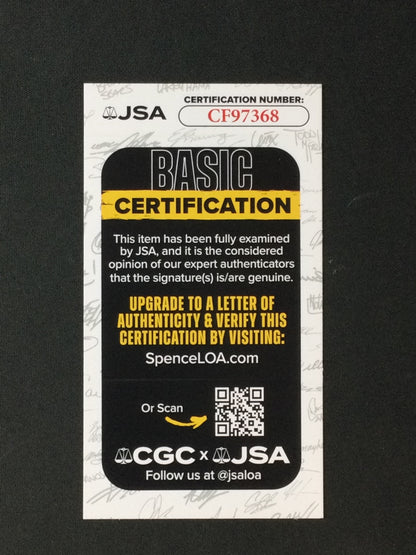 JSA
CERTIFICATION NUMBER:
CF97368
BASIC
CERTIFICATION
This item has been fully examined
by JSA, and it is the considered
opinion of our expert authenticators
that the signature(s) is/are genuine.
UPGRADE TO A LETTER OF
AUTHENTICITY & VERIFY THIS
CERTIFICATION BY VISITING:
SpenceLOA.com
Or Scan
CGC x JSA
Follow us at @jsaloa